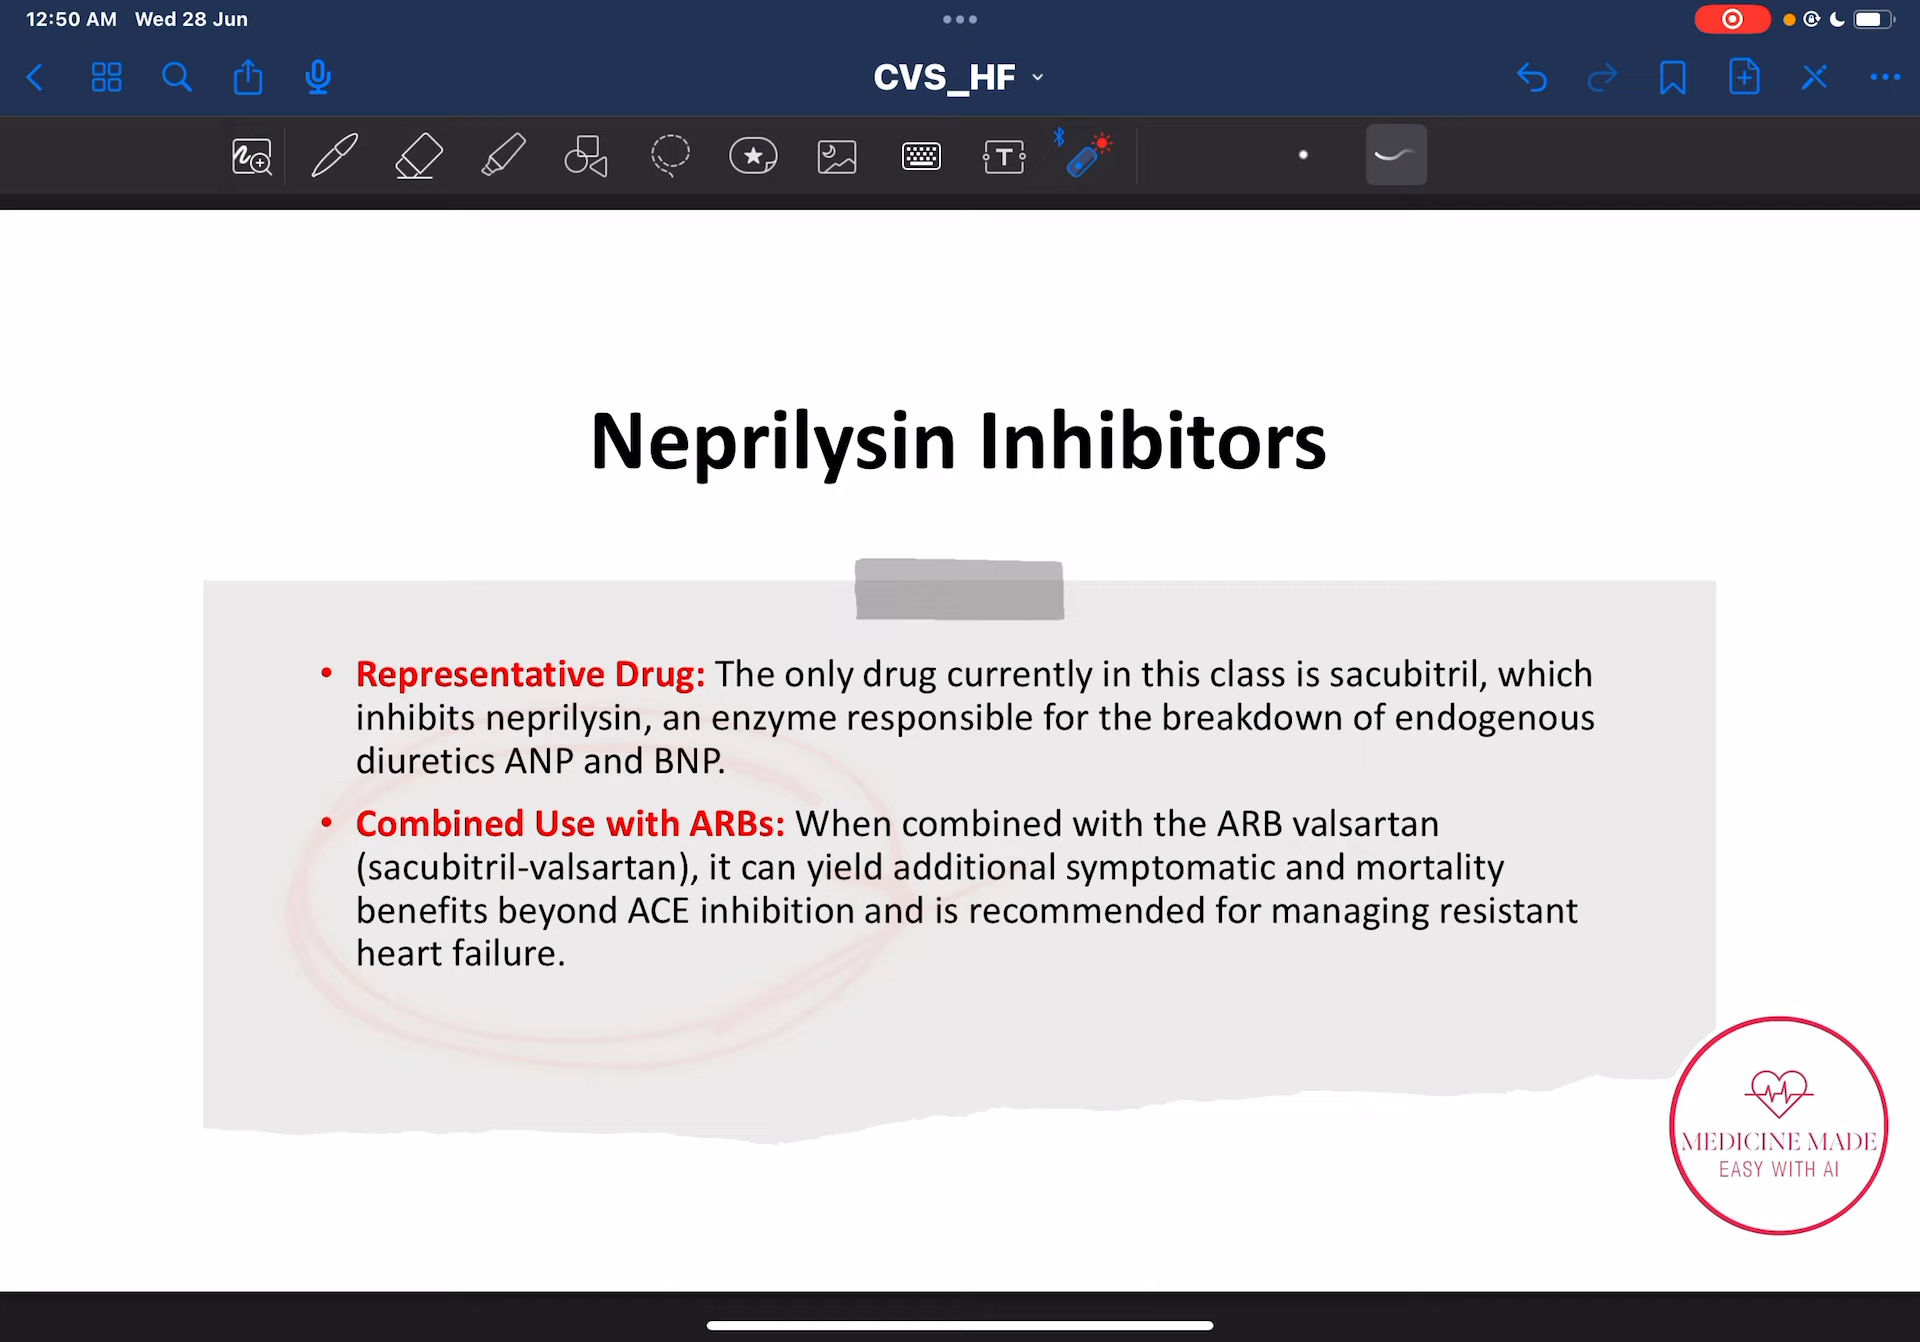 12:50 AM Wed 28 Jun
CVS_HF
T
Neprilysin Inhibitors
• Representative Drug: The only drug currently in this class is sacubitril, which
inhibits neprilysin, an enzyme responsible for the breakdown of endogenous
diuretics ANP and BNP.
• Combined Use with ARBs: When combined with the ARB valsartan
(sacubitril-valsartan), it can yield additional symptomatic and mortality
benefits beyond ACE inhibition and is recommended for managing resistant
heart failure.
MEDICINE MADE
EASY WITH AI